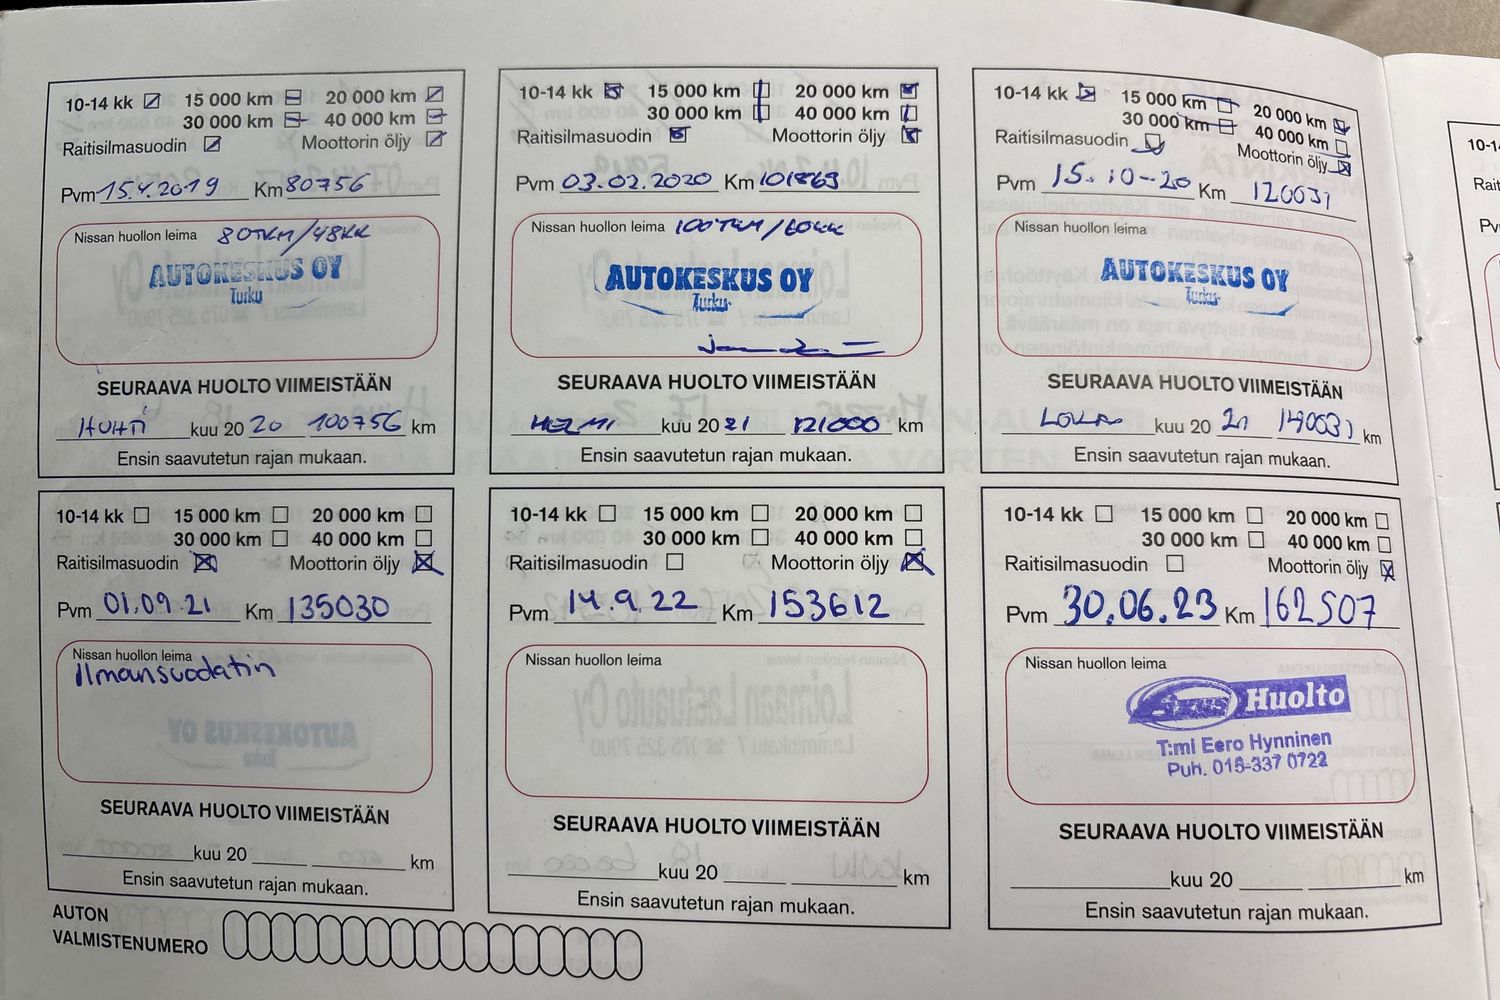 10-14 kk 15 000 km 20 000 km
30 000 km 40 000 km
Raitisilmasuodin Moottorin öljy
Pvm 15.4.2019 Km 80756
Nissan huollon leima 80TKM/48KK
AUTOKESKUS OY
Turku
SEURAAVA HUOLTO VIIMEISTÄÄN
HUHTI kuu 20 20 100756 km
Ensin saavutetun rajan mukaan.
10-14 kk 15 000 km 20 000 km
30 000 km 40 000 km
Raitisilmasuodin Moottorin öljy
Pvm 03.02.2020 Km 101869
Nissan huollon leima 100TKM/60KK
AUTOKESKUS OY
Turku
SEURAAVA HUOLTO VIIMEISTÄÄN
HELMI kuu 20 21 121000 km
Ensin saavutetun rajan mukaan.
10-14 kk 15 000 km 20 000 km
30 000 km 40 000 km
Raitisilmasuodin Moottorin öljy
Pvm 15.10-20 Km 120031
Nissan huollon leima
AUTOKESKUS OY
Turku
SEURAAVA HUOLTO VIIMEISTÄÄN
LOKA kuu 20 21 140031 km
Ensin saavutetun rajan mukaan.
10-14 kk 15 000 km 20 000 km
30 000 km 40 000 km
Raitisilmasuodin Moottorin öljy
Pvm 01.09.21 Km 135030
Nissan huollon leima
Ilmansuodatin
SEURAAVA HUOLTO VIIMEISTÄÄN
kuu 20 km
Ensin saavutetun rajan mukaan.
10-14 kk 15 000 km 20 000 km
30 000 km 40 000 km
Raitisilmasuodin Moottorin öljy
Pvm 14.9.22 Km 153612
Nissan huollon leima
SEURAAVA HUOLTO VIIMEISTÄÄN
kuu 20 km
Ensin saavutetun rajan mukaan.
10-14 kk 15 000 km 20 000 km
30 000 km 40 000 km
Raitisilmasuodin Moottorin öljy
Pvm 30.06.23 Km 162507
Nissan huollon leima
Huolto
T:mi Eero Hynninen
Puh. 015-337 0722
SEURAAVA HUOLTO VIIMEISTÄÄN
kuu 20 km
Ensin saavutetun rajan mukaan.
AUTON
VALMISTENUMERO